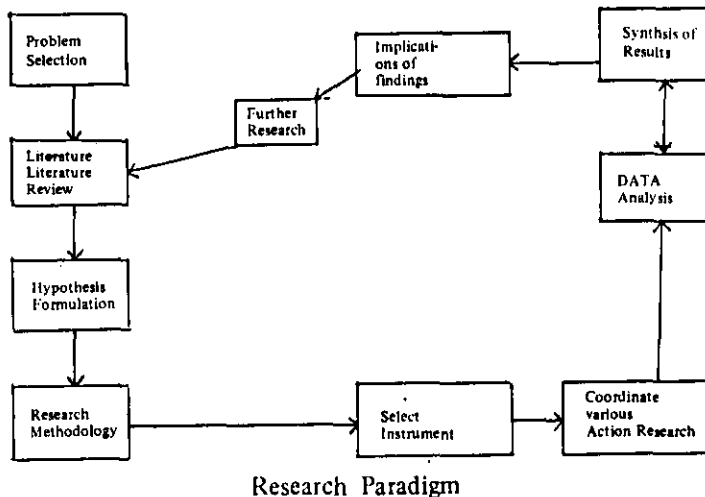 Problem
Selection
Literature
Literature
Review
Hypothesis
Formulation
Research
Methodology
Select
Instrument
Coordinate
various
Action Research
DATA
Analysis
Synthsis of
Results
Implicati-
ons of
findings
Further
Research
Research Paradigm